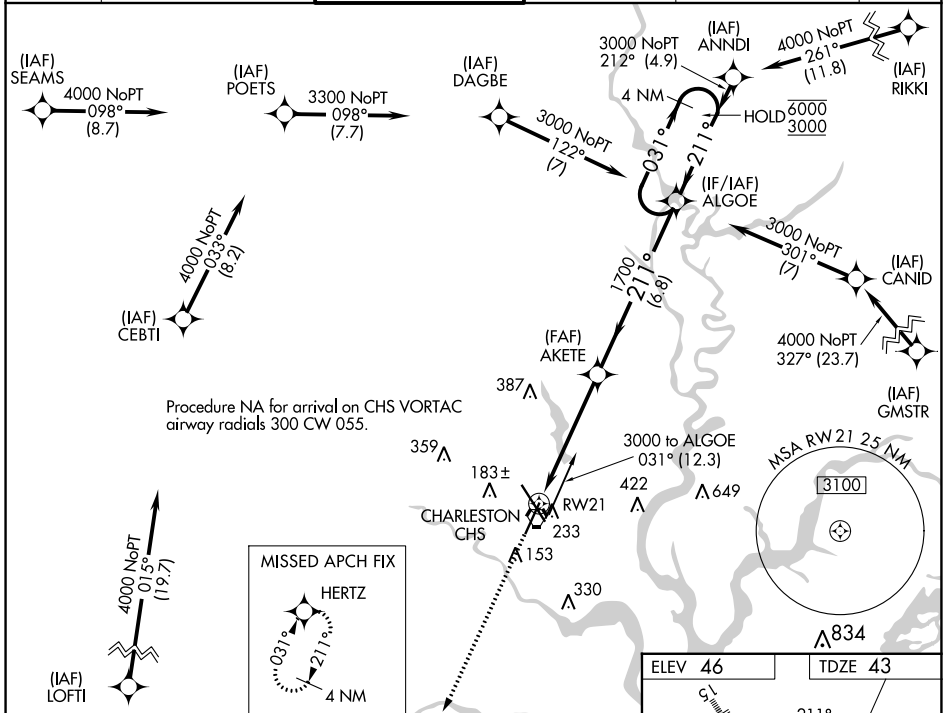 (IAF)
SEAMS
4000 NoPT
098°
(8.7)
(IAF)
POETS
3300 NoPT
098°
(7.7)
(IAF)
DAGBE
3000 NoPT
122°
(7)
3000 NoPT
212° (4.9)
(IAF)
ANNDI
4000 NoPT
261°
(11.8)
(IAF)
RIKKI
4 NM
HOLD 6000
3000
031°
211°
(IF/IAF)
ALGOE
3000 NoPT
301°
(7)
(IAF)
CANID
4000 NoPT
327° (23.7)
(IAF)
GMSTR
4000 NoPT
033°
(8.2)
(IAF)
CEBTI
1700
211°
(6.8)
(FAF)
AKETE
387
Procedure NA for arrival on CHS VORTAC
airway radials 300 CW 055.
359
183±
3000 to ALGOE
031° (12.3)
422
649
CHARLESTON
CHS
RW21
233
153
330
MSA RW 21 25 NM
3100
834
4000 NoPT
015°
(19.7)
(IAF)
LOFTI
MISSED APCH FIX
HERTZ
031°
211°
4 NM
ELEV 46
TDZE 43
15
211°